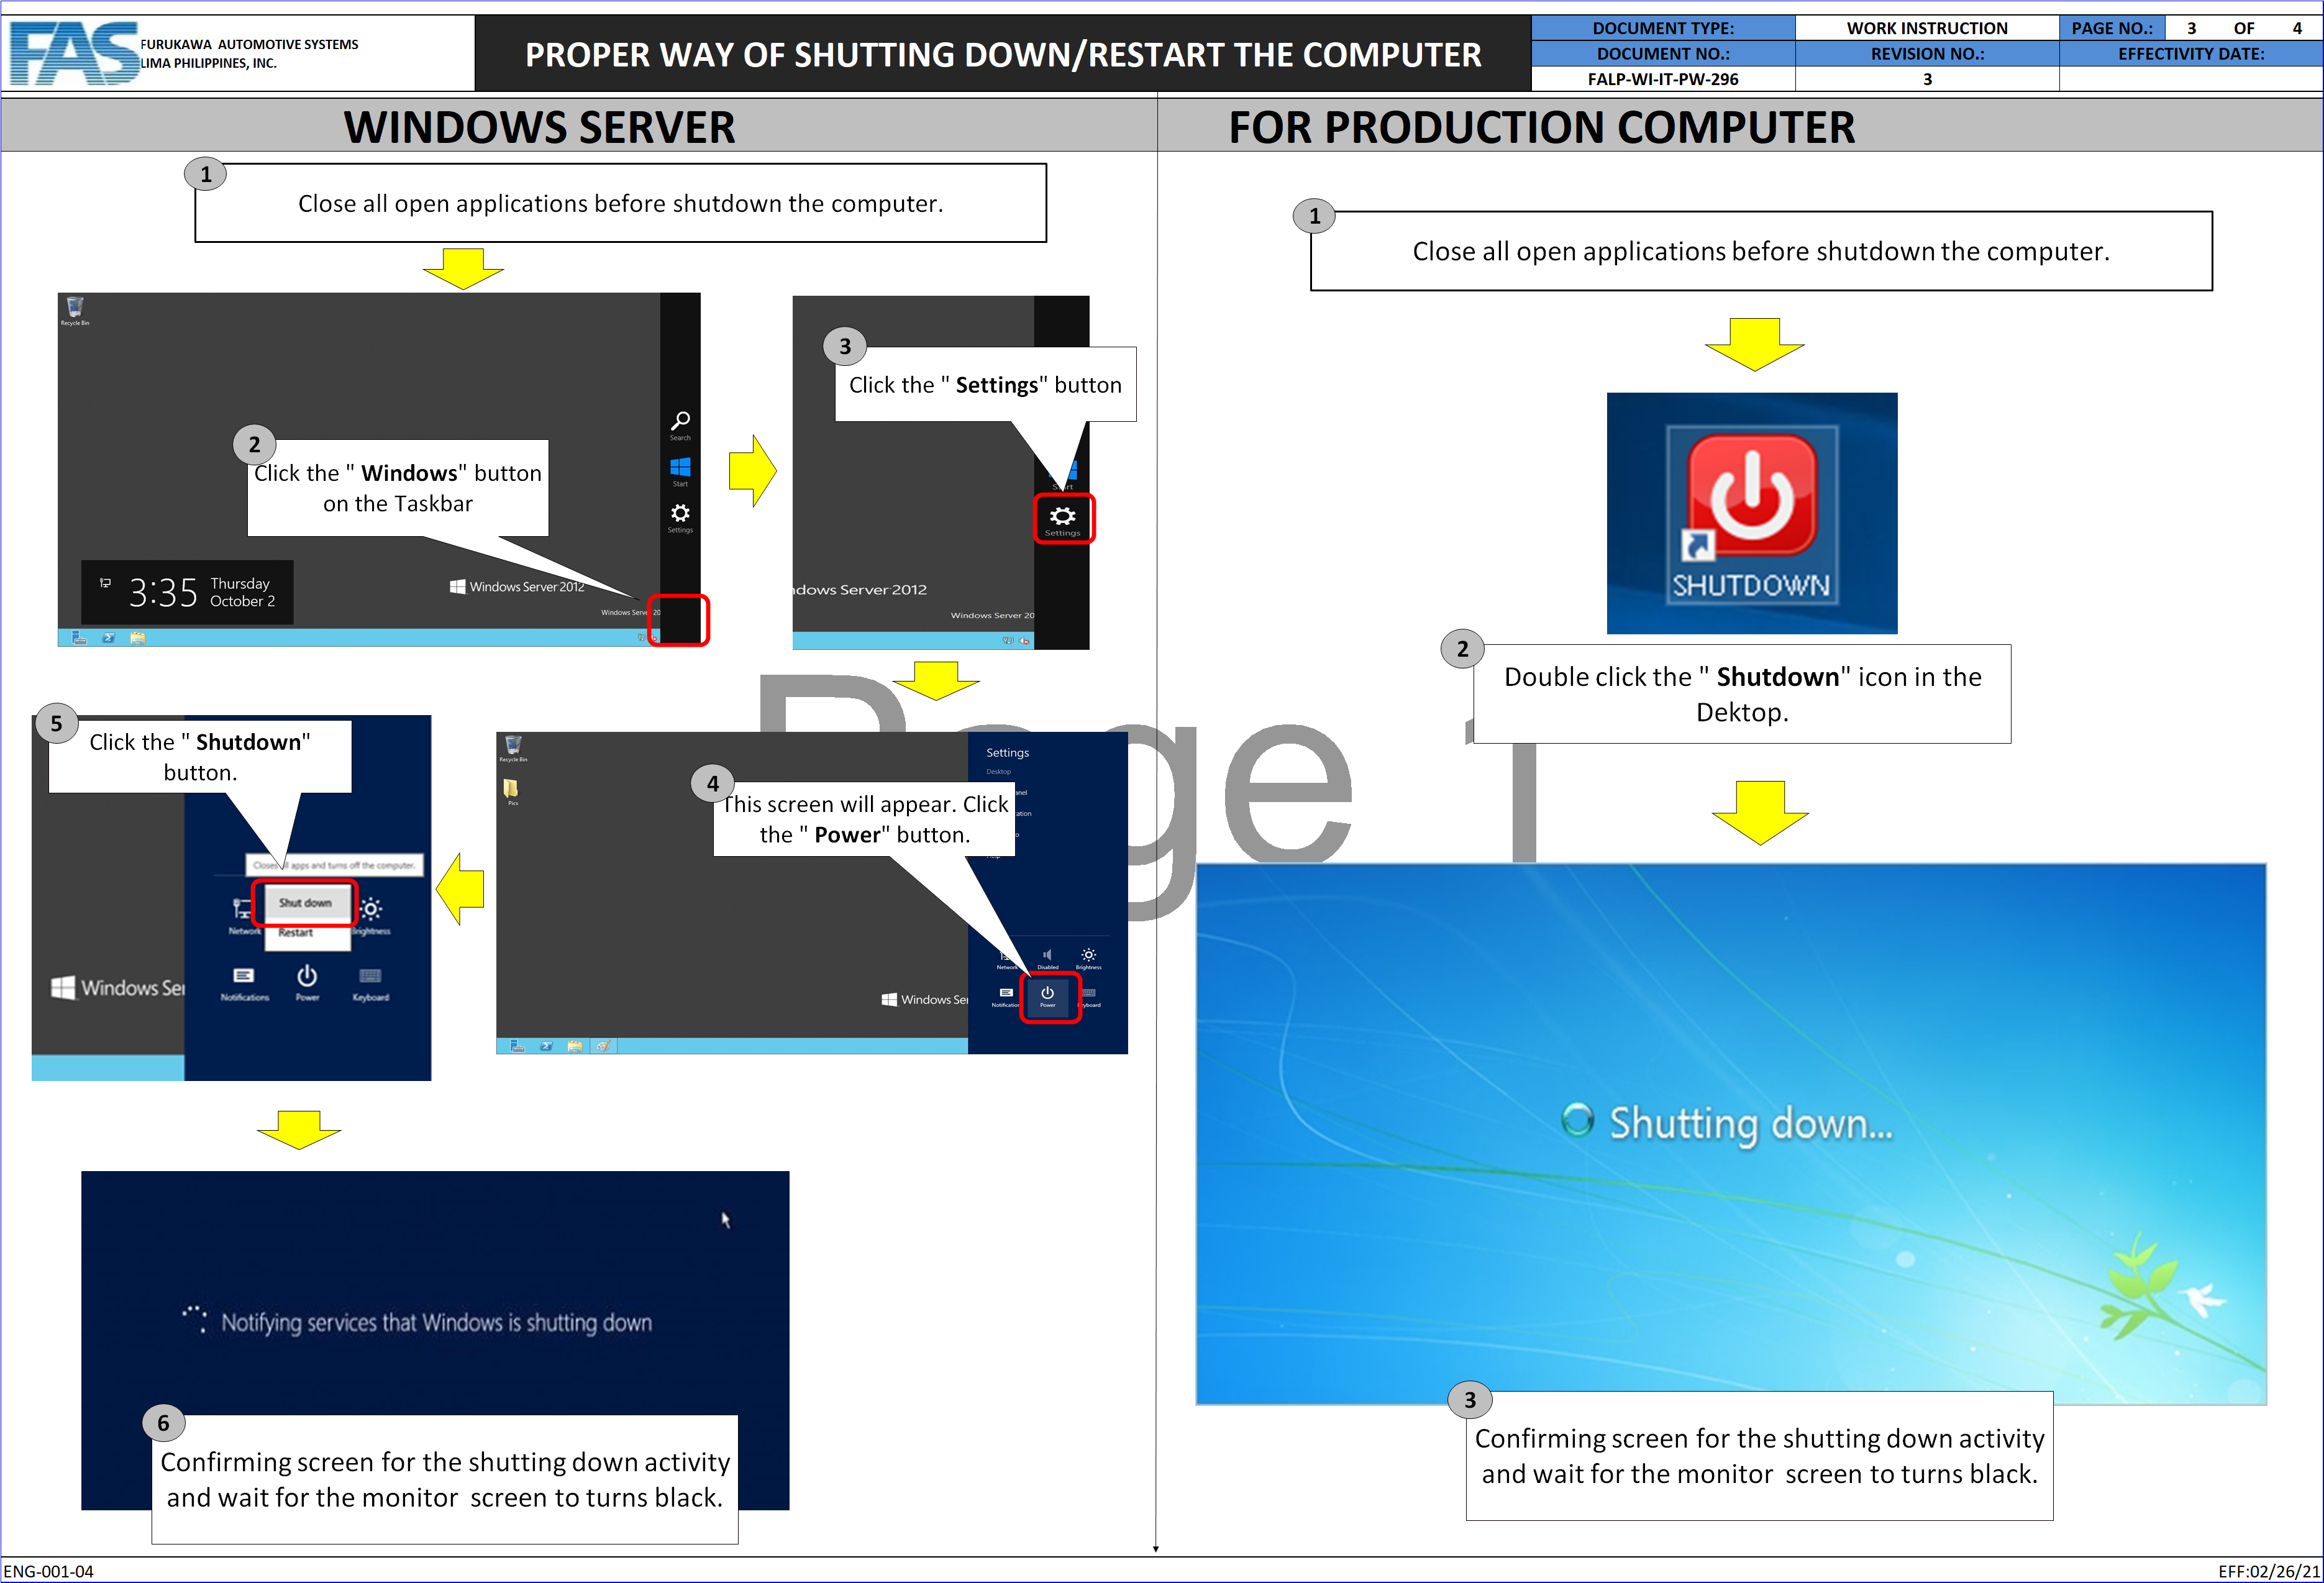 FAS
FURUKAWA AUTOMOTIVE SYSTEMS
LIMA PHILIPPINES, INC.
PROPER WAY OF SHUTTING DOWN/RESTART THE COMPUTER
DOCUMENT TYPE:
WORK INSTRUCTION
PAGE NO.:
3 OF 4
DOCUMENT NO.:
REVISION NO.:
EFFECTIVITY DATE:
FALP-WI-IT-PW-296
3
WINDOWS SERVER
1
Close all open applications before shutdown the computer.
Recycle Bin
2
Click the " Windows" button
on the Taskbar
Search
Start
Settings
3:35
Thursday
October 2
Windows Server 2012
Windows Serve 20
3
Click the " Settings" button
Start
Settings
dows Server 2012
Windows Server 20
4
This screen will appear. Click
the " Power" button.
Recycle Bin
Pics
Settings
Desktop
Network
Disabled
Brightness
Power
Windows Ser
5
Click the " Shutdown"
button.
Closes all apps and turns off the computer.
Shut down
Restart
Network
Brightness
Notifications
Power
Keyboard
Windows Ser
Notifying services that Windows is shutting down
6
Confirming screen for the shutting down activity
and wait for the monitor screen to turns black.
FOR PRODUCTION COMPUTER
1
Close all open applications before shutdown the computer.
SHUTDOWN
2
Double click the " Shutdown" icon in the
Dektop.
Shutting down...
3
Confirming screen for the shutting down activity
and wait for the monitor screen to turns black.
Page 1
ENG-001-04
EFF:02/26/21